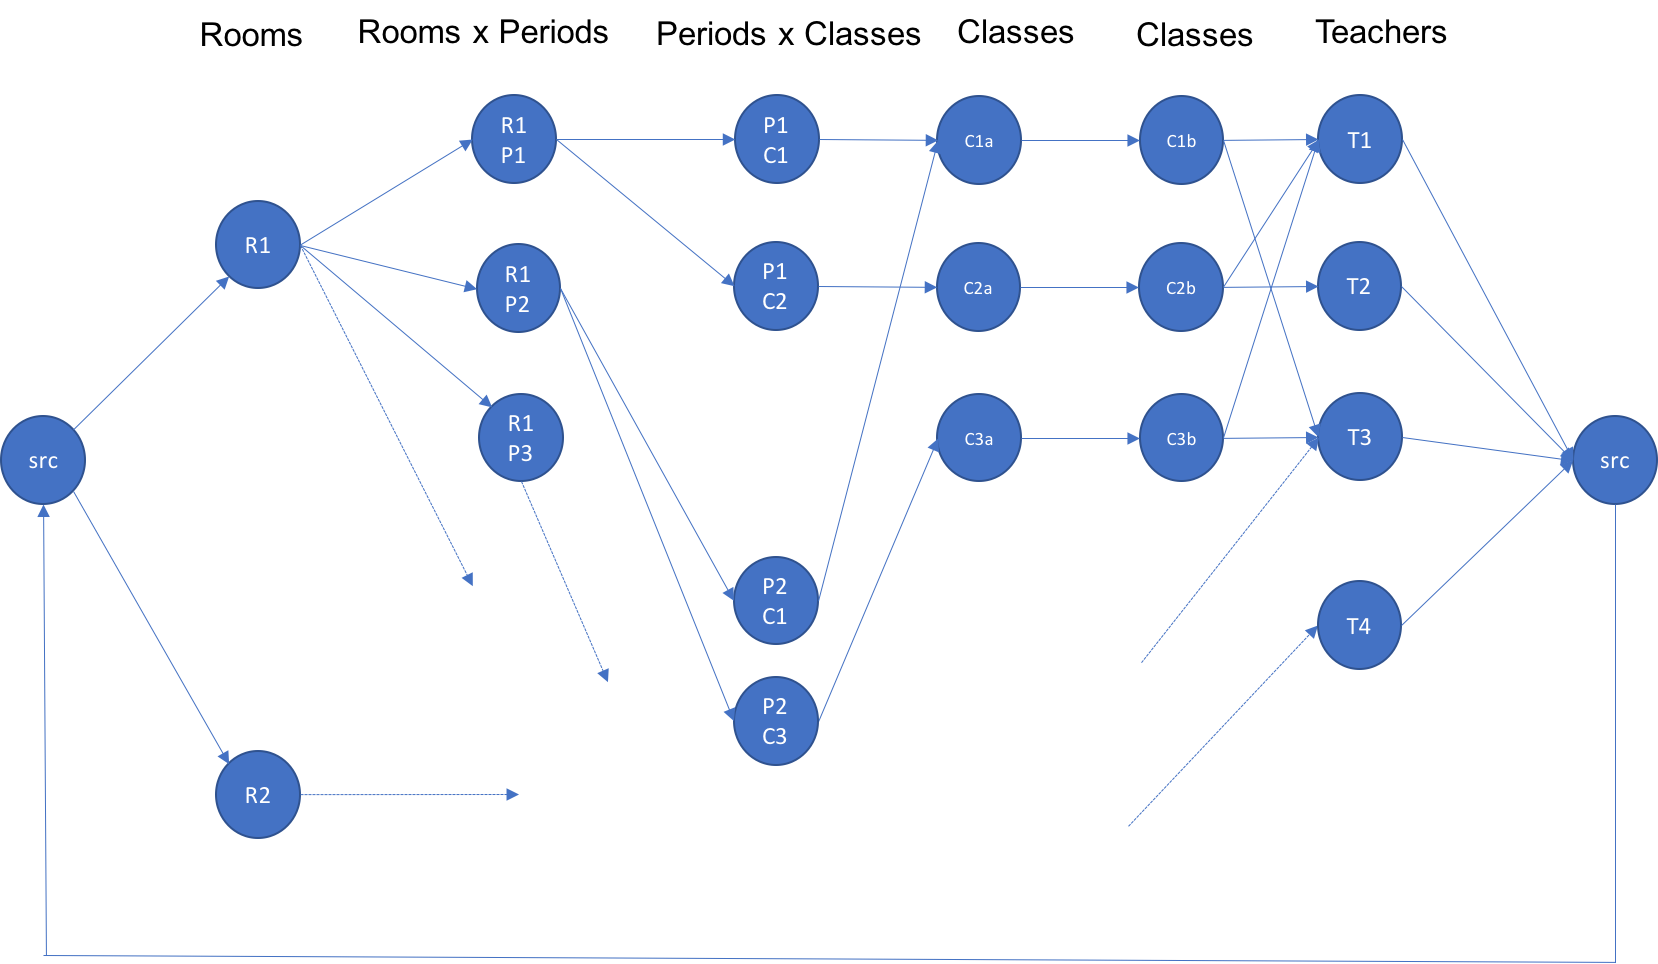 Rooms
Rooms x Periods
Periods x Classes
Classes
Classes
Teachers
R1
P1
P1
C1
C1a
C1b
T1
R1
R1
P2
P1
C2
C2a
C2b
T2
R1
P3
C3a
C3b
T3
src
src
P2
C1
T4
P2
C3
R2